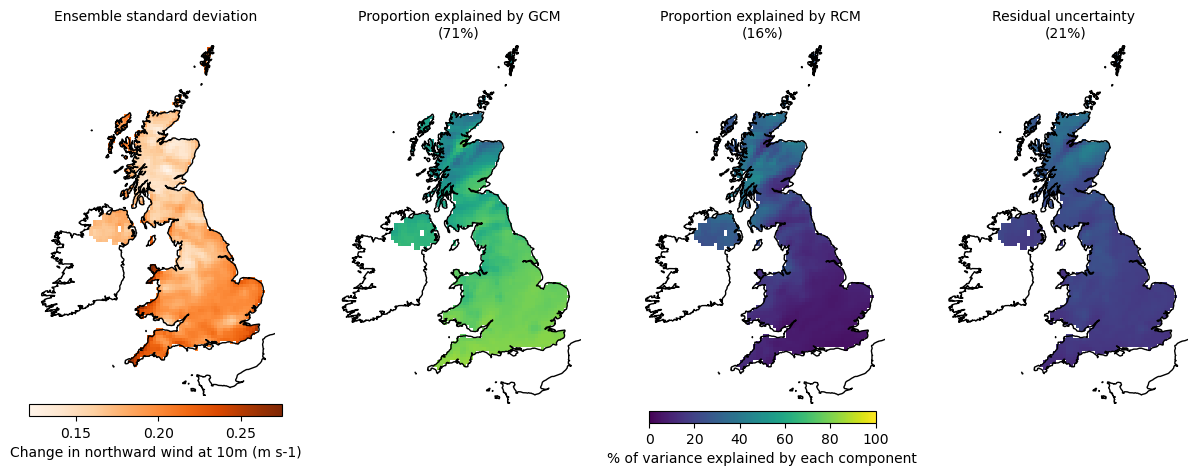 Ensemble standard deviation
Proportion explained by GCM
(71%)
Proportion explained by RCM
(16%)
Residual uncertainty
(21%)
0.15 0.20 0.25
Change in northward wind at 10m (m s-1)
0 20 40 60 80 100
% of variance explained by each component